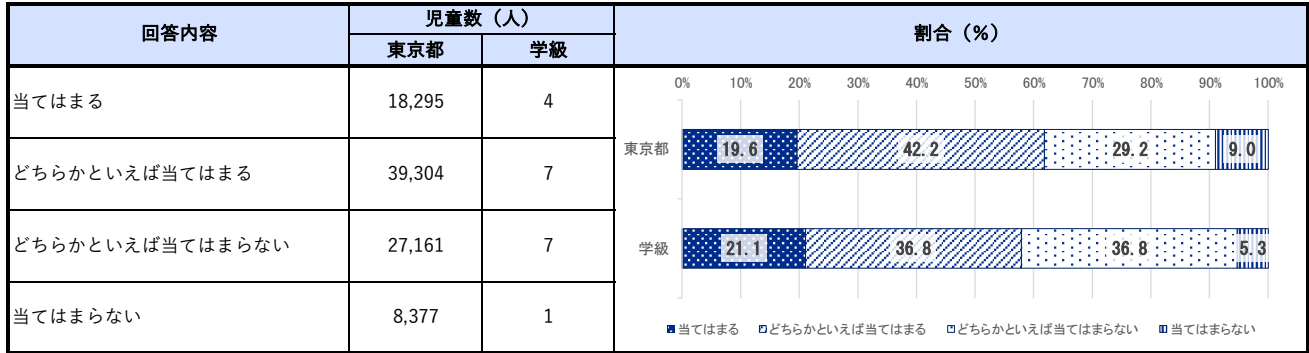 回答内容 児童数（人） 割合（%）
東京都 学級
当てはまる 18,295 4
どちらかといえば当てはまる 39,304 7
どちらかといえば当てはまらない 27,161 7
当てはまらない 8,377 1
0% 10% 20% 30% 40% 50% 60% 70% 80% 90% 100%
東京都 19.6 42.2 29.2 9.0
学級 21.1 36.8 36.8 5.3
当てはまる どちらかといえば当てはまる どちらかといえば当てはまらない 当てはまらない